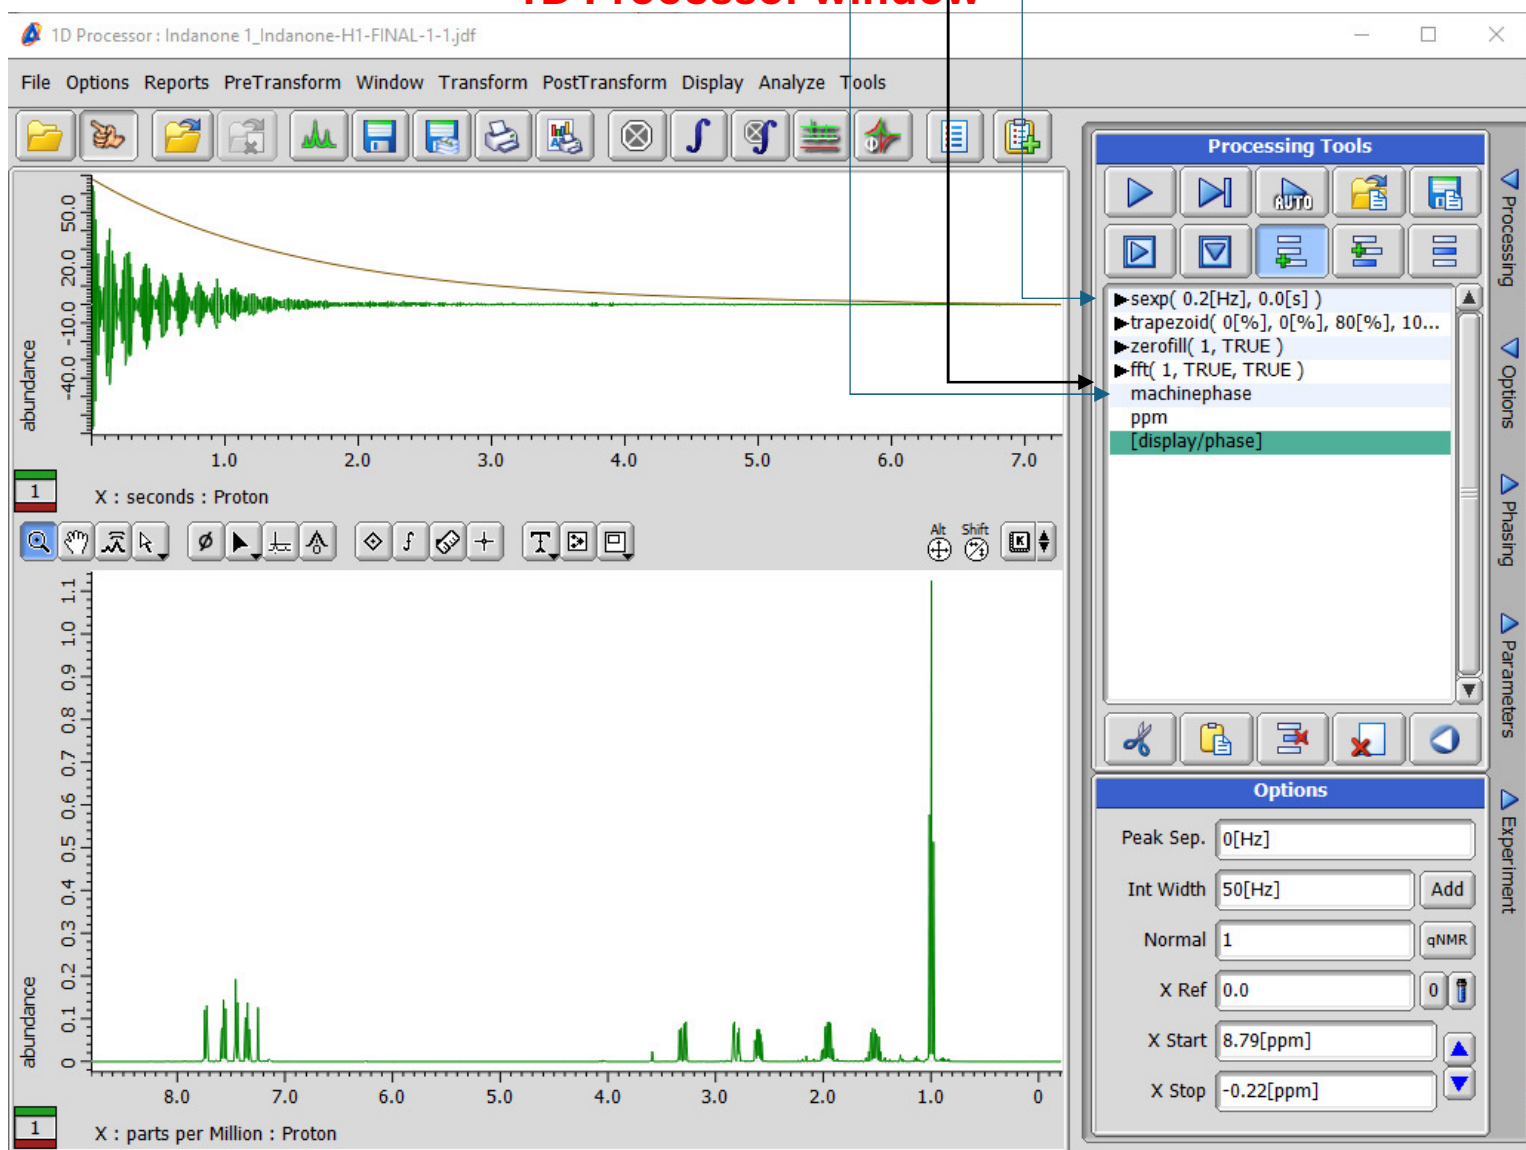 1D Processor window
1D Processor : Indanone 1_Indanone-H1-FINAL-1-1.jdf
File Options Reports PreTransform Window Transform PostTransform Display Analyze Tools
Processing Tools
AUTO
sexp( 0.2[Hz], 0.0[s] )
trapezoid( 0[%], 0[%], 80[%], 10...
zerofill( 1, TRUE )
fft( 1, TRUE, TRUE )
machinephase
ppm
[display/phase]
Processing
Options
Phasing
Parameters
Experiment
abundance
50.0
20.0
-10.0
-40.0
1.0 2.0 3.0 4.0 5.0 6.0 7.0
1
X : seconds : Proton
Alt Shift
K
abundance
1.1
1.0
0.9
0.8
0.7
0.6
0.5
0.4
0.3
0.2
0.1
0
8.0 7.0 6.0 5.0 4.0 3.0 2.0 1.0 0
1
X : parts per Million : Proton
Options
Peak Sep. 0[Hz]
Int Width 50[Hz] Add
Normal 1 qNMR
X Ref 0.0 0
X Start 8.79[ppm]
X Stop -0.22[ppm]